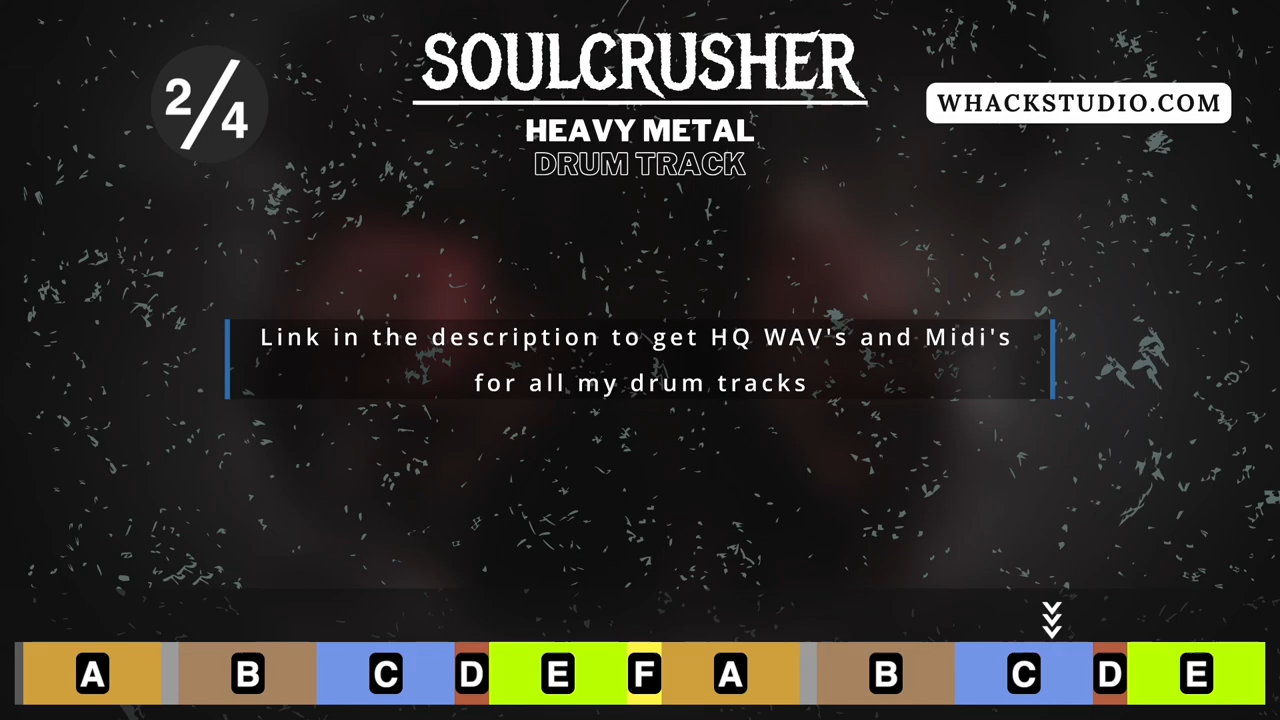 SOULCRUSHER
2/4
WHACKSTUDIO.COM
HEAVY METAL
DRUM TRACK
Link in the description to get HQ WAV's and Midi's
for all my drum tracks
A B C D E F A B C D E